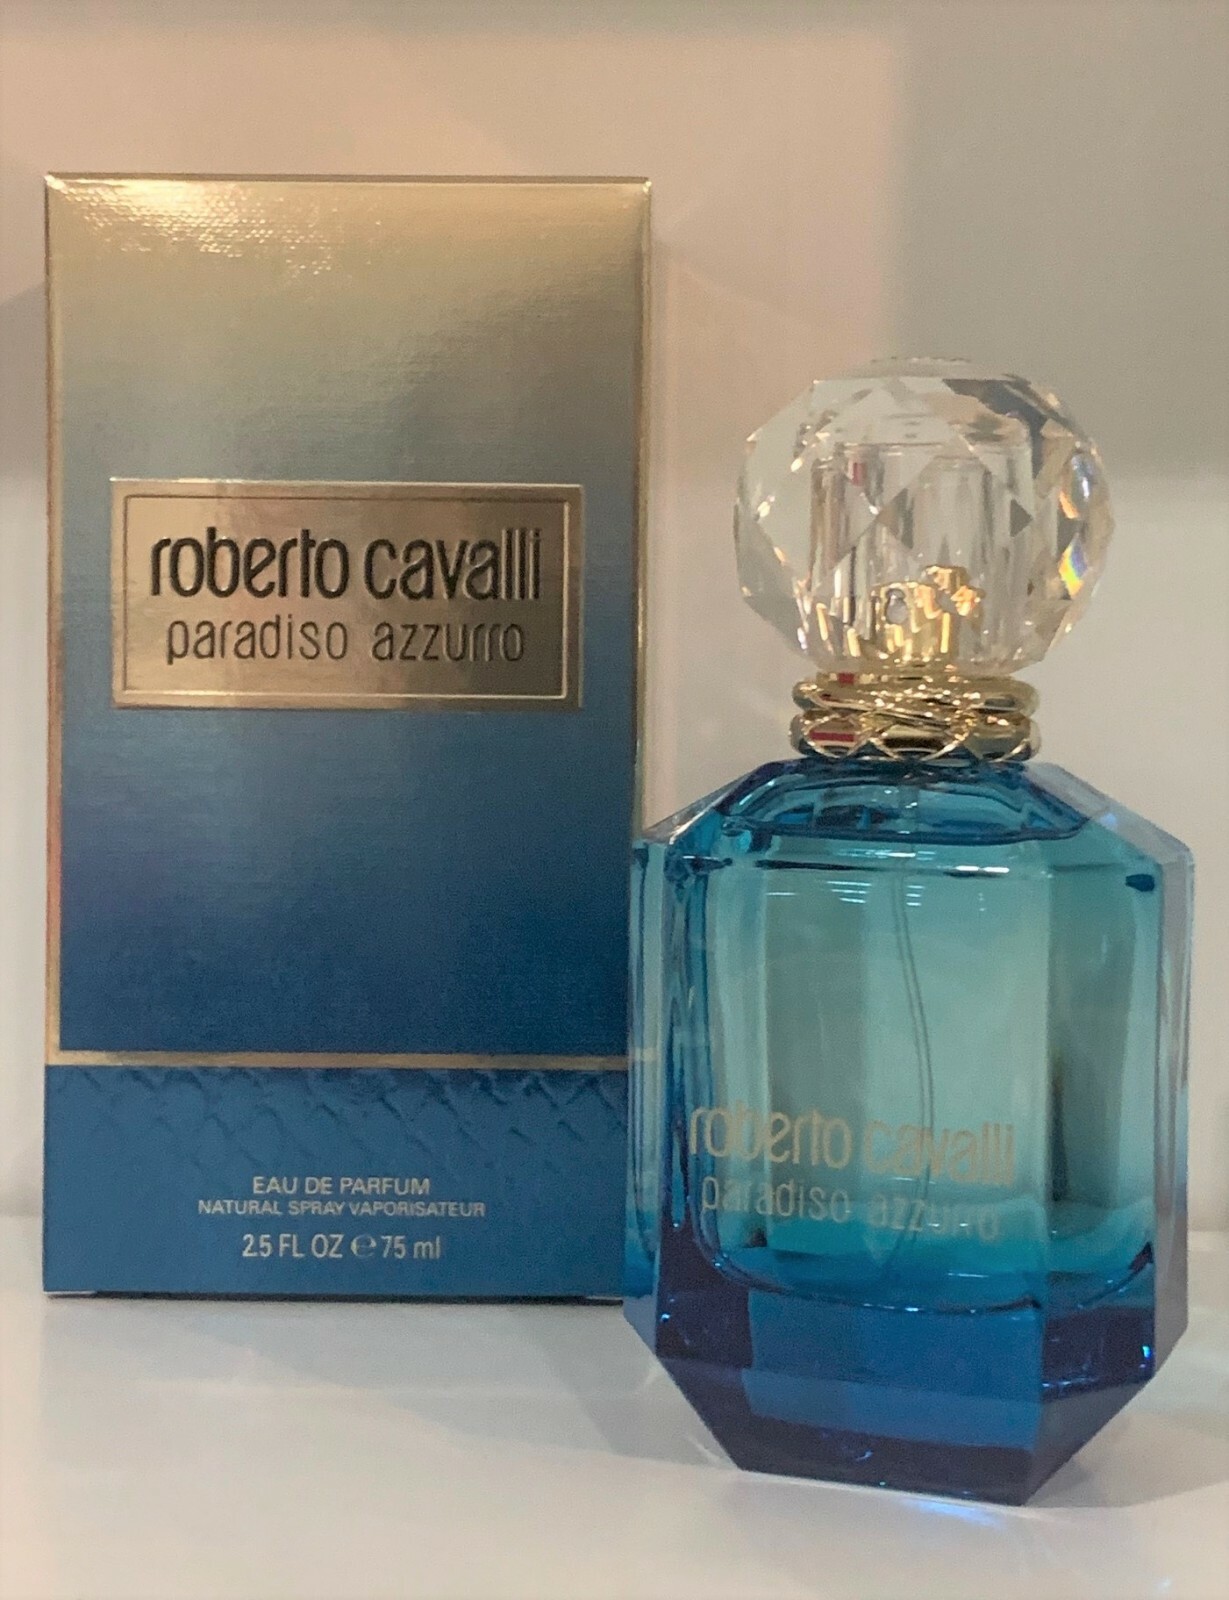 roberto cavalli
paradiso azzurro
EAU DE PARFUM
NATURAL SPRAY VAPORISATEUR
2.5 FL OZ ℮ 75 ml
roberto cavalli
paradiso azzurro